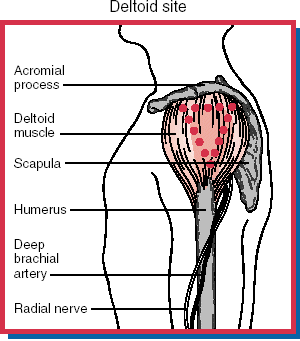 Deltoid site
Acromial
process
Deltoid
muscle
Scapula
Humerus
Deep
brachial
artery
Radial nerve